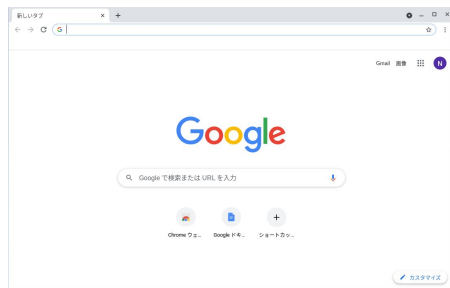 新しいタブ
G
Gmail 画像 N
Google
Google で検索または URL を入力
Chrome ウェ... Google ドキ... ショートカッ...
カスタマイズ